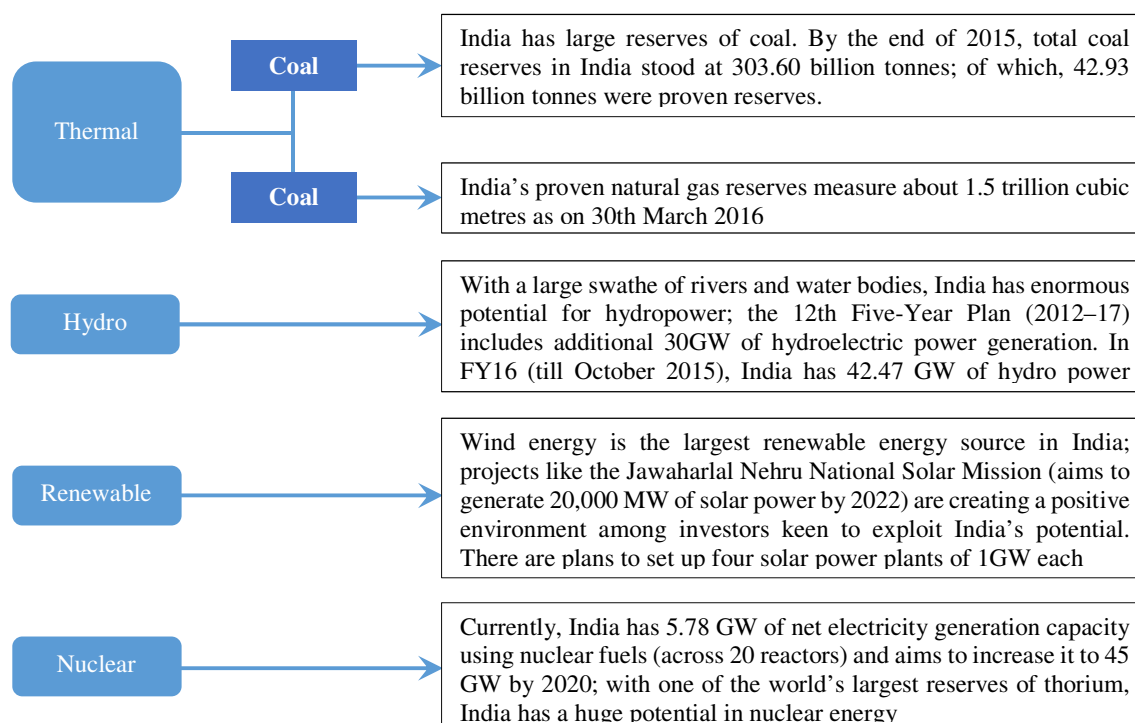 Thermal
Coal
India has large reserves of coal. By the end of 2015, total coal
reserves in India stood at 303.60 billion tonnes; of which, 42.93
billion tonnes were proven reserves.
Coal
India’s proven natural gas reserves measure about 1.5 trillion cubic
metres as on 30th March 2016
Hydro
With a large swathe of rivers and water bodies, India has enormous
potential for hydropower; the 12th Five-Year Plan (2012–17)
includes additional 30GW of hydroelectric power generation. In
FY16 (till October 2015), India has 42.47 GW of hydro power
Renewable
Wind energy is the largest renewable energy source in India;
projects like the Jawaharlal Nehru National Solar Mission (aims to
generate 20,000 MW of solar power by 2022) are creating a positive
environment among investors keen to exploit India’s potential.
There are plans to set up four solar power plants of 1GW each
Nuclear
Currently, India has 5.78 GW of net electricity generation capacity
using nuclear fuels (across 20 reactors) and aims to increase it to 45
GW by 2020; with one of the world’s largest reserves of thorium,
India has a huge potential in nuclear energy